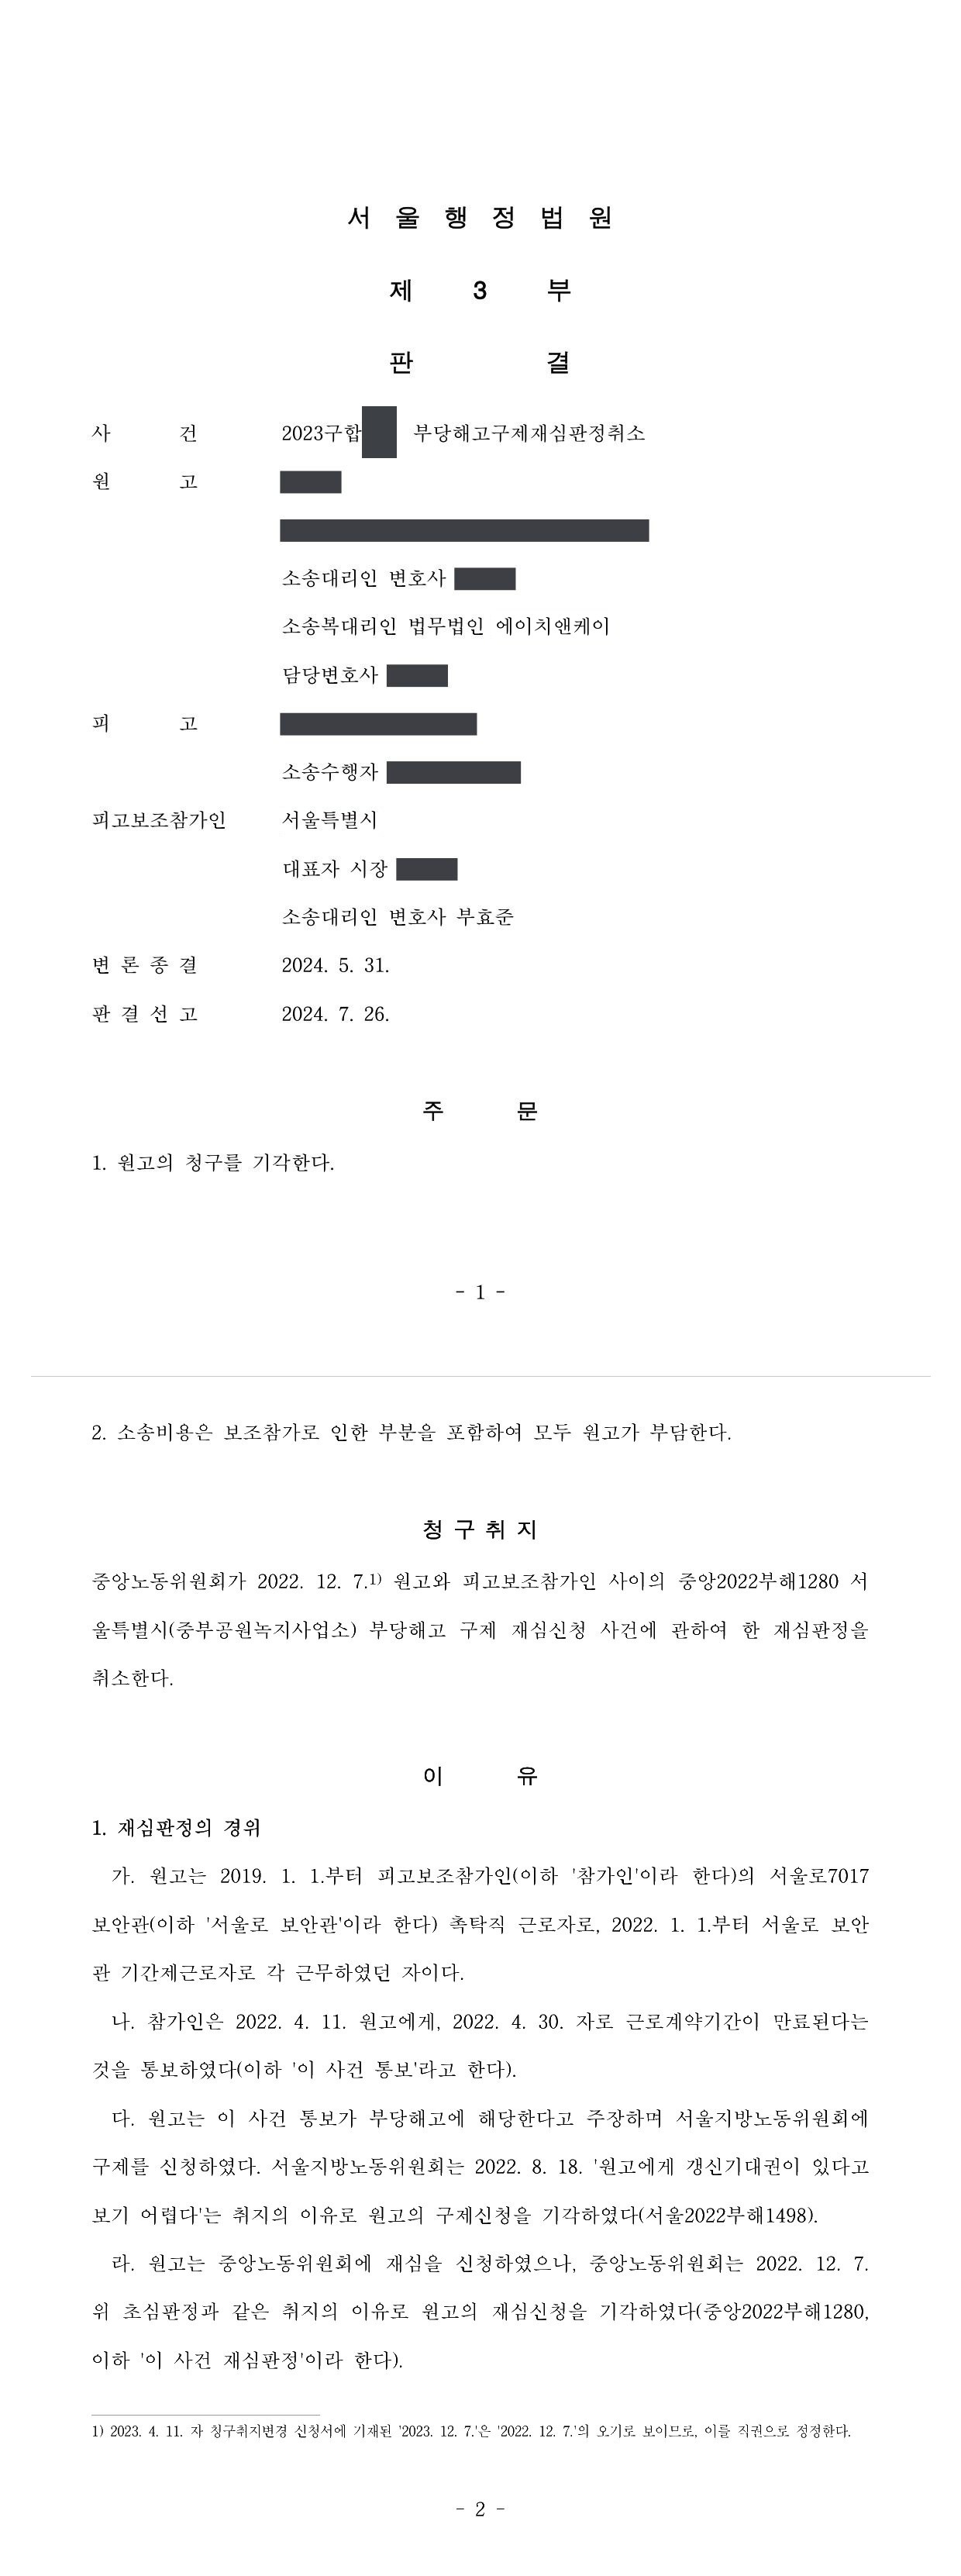 서 울 행 정 법 원
제 3 부
판 결
사 건 2023구합 부당해고구제재심판정취소
원 고
소송대리인 변호사
소송복대리인 법무법인 에이치앤케이
담당변호사
피 고
소송수행자
피고보조참가인 서울특별시
대표자 시장
소송대리인 변호사 부효준
변 론 종 결 2024. 5. 31.
판 결 선 고 2024. 7. 26.
주 문
1. 원고의 청구를 기각한다.
- 1 -
2. 소송비용은 보조참가로 인한 부분을 포함하여 모두 원고가 부담한다.
청 구 취 지
중앙노동위원회가 2022. 12. 7.1) 원고와 피고보조참가인 사이의 중앙2022부해1280 서
울특별시(중부공원녹지사업소) 부당해고 구제 재심신청 사건에 관하여 한 재심판정을
취소한다.
이 유
1. 재심판정의 경위
가. 원고는 2019. 1. 1.부터 피고보조참가인(이하 '참가인'이라 한다)의 서울로7017
보안관(이하 '서울로 보안관'이라 한다) 촉탁직 근로자로, 2022. 1. 1.부터 서울로 보안
관 기간제근로자로 각 근무하였던 자이다.
나. 참가인은 2022. 4. 11. 원고에게, 2022. 4. 30. 자로 근로계약기간이 만료된다는
것을 통보하였다(이하 '이 사건 통보'라고 한다).
다. 원고는 이 사건 통보가 부당해고에 해당한다고 주장하며 서울지방노동위원회에
구제를 신청하였다. 서울지방노동위원회는 2022. 8. 18. '원고에게 갱신기대권이 있다고
보기 어렵다'는 취지의 이유로 원고의 구제신청을 기각하였다(서울2022부해1498).
라. 원고는 중앙노동위원회에 재심을 신청하였으나, 중앙노동위원회는 2022. 12. 7.
위 초심판정과 같은 취지의 이유로 원고의 재심신청을 기각하였다(중앙2022부해1280,
이하 '이 사건 재심판정'이라 한다).
1) 2023. 4. 11. 자 청구취지변경 신청서에 기재된 '2023. 12. 7.'은 '2022. 12. 7.'의 오기로 보이므로, 이를 직권으로 정정한다.
- 2 -